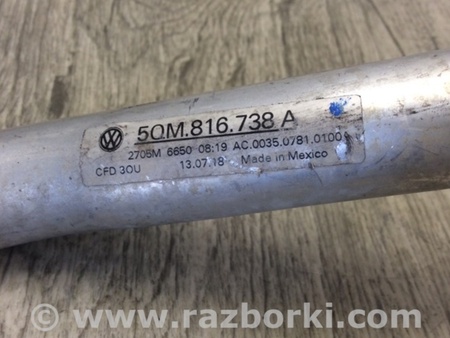 5QM.816.738 A
2706M 6650 08:19 AC.0035.0781.0100
CFD 3OU 13.07.18 Made in Mexico
www.razborki.com